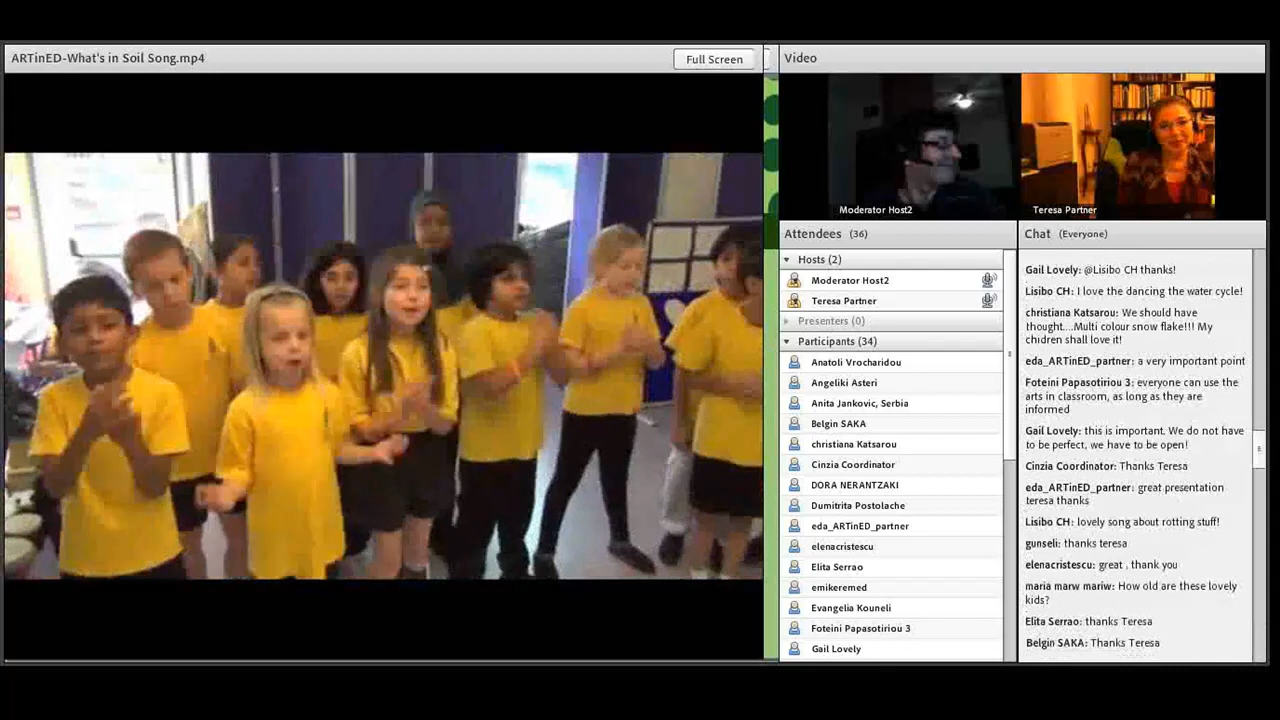 ARTinED-What's in Soil Song.mp4
Full Screen
Video
Moderator Host2
Teresa Partner
Attendees (36)
Hosts (2)
Moderator Host2
Teresa Partner
Presenters (0)
Participants (34)
Anatoli Vrocharidou
Angeliki Asteri
Anita Jankovic, Serbia
Belgin SAKA
christiana Katsarou
Cinzia Coordinator
DORA NERANTZAKI
Dumitrita Postolache
eda_ARTinED_partner
elenacristescu
Elita Serrao
emikeremed
Evangelia Kouneli
Foteini Papasotiriou 3
Gail Lovely
Chat (Everyone)
Gail Lovely: @Lisibo CH thanks!
Lisibo CH: I love the dancing the water cycle!
christiana Katsarou: We should have
thought....Multi colour snow flake!!! My
chidren shall love it!
eda_ARTinED_partner: a very important point
Foteini Papasotiriou 3: everyone can use the
arts in classroom, as long as they are
informed
Gail Lovely: this is important. We do not have
to be perfect, we have to be open!
Cinzia Coordinator: Thanks Teresa
eda_ARTinED_partner: great presentation
teresa thanks
Lisibo CH: lovely song about rotting stuff!
gunseli: thanks teresa
elenacristescu: great , thank you
maria marw mariw: How old are these lovely
kids?
Elita Serrao: thanks Teresa
Belgin SAKA: Thanks Teresa